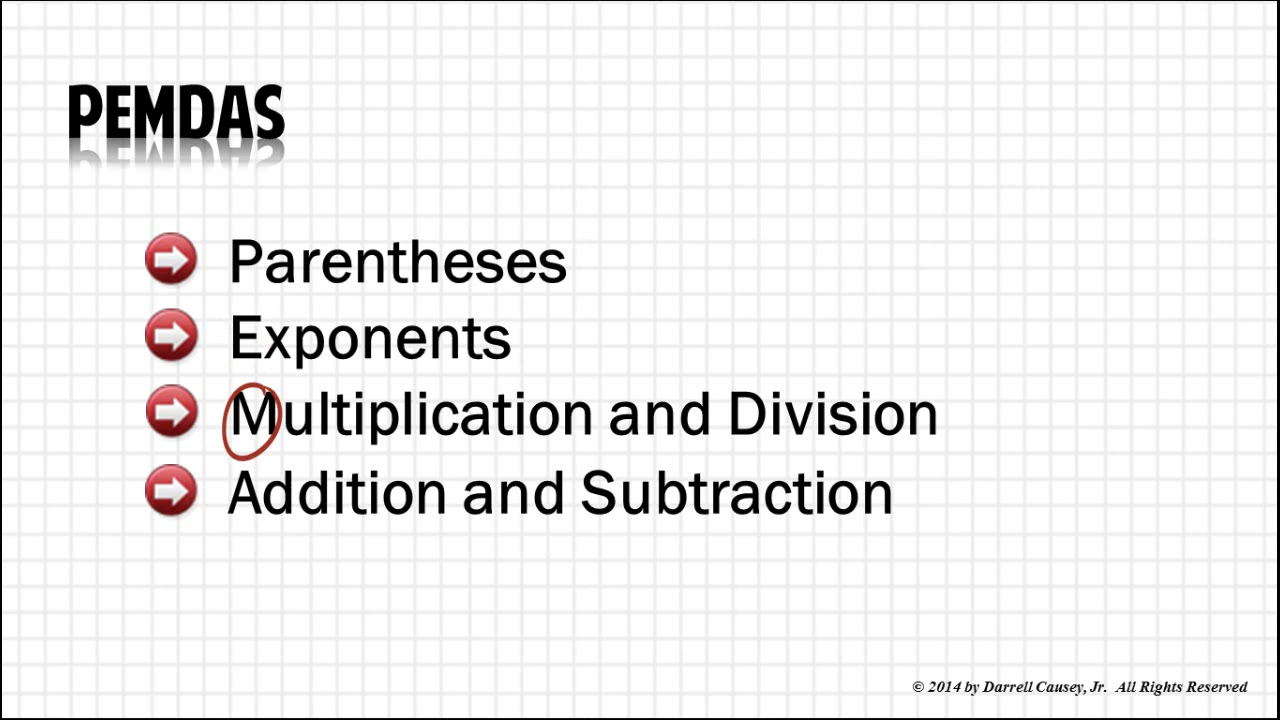 PEMDAS
Parentheses
Exponents
Multiplication and Division
Addition and Subtraction
© 2014 by Darrell Causey, Jr. All Rights Reserved